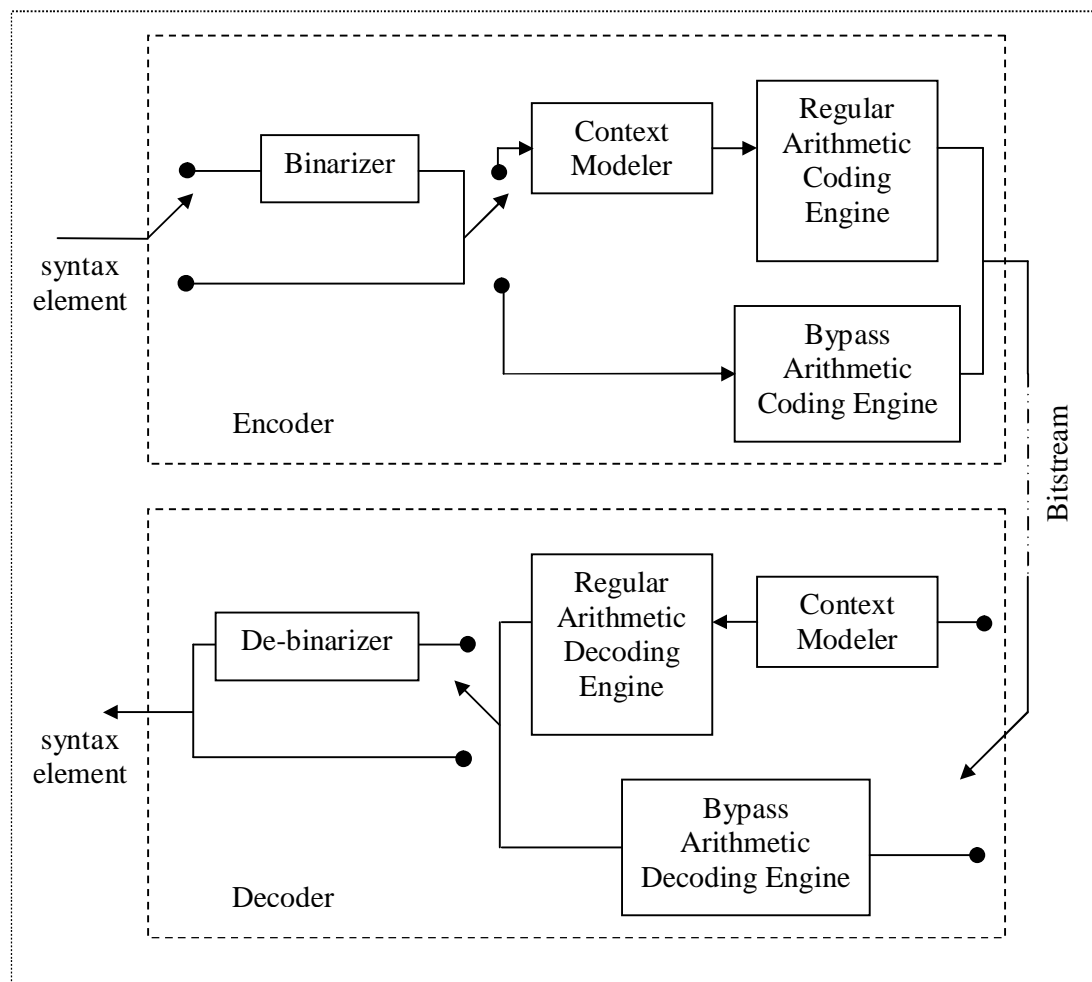 Regular
Arithmetic
Coding
Engine
Context
Modeler
Binarizer
syntax
element
Bypass
Arithmetic
Coding Engine
Encoder
Bitstream
Regular
Arithmetic
Decoding
Engine
Context
Modeler
De-binarizer
syntax
element
Bypass
Arithmetic
Decoding Engine
Decoder